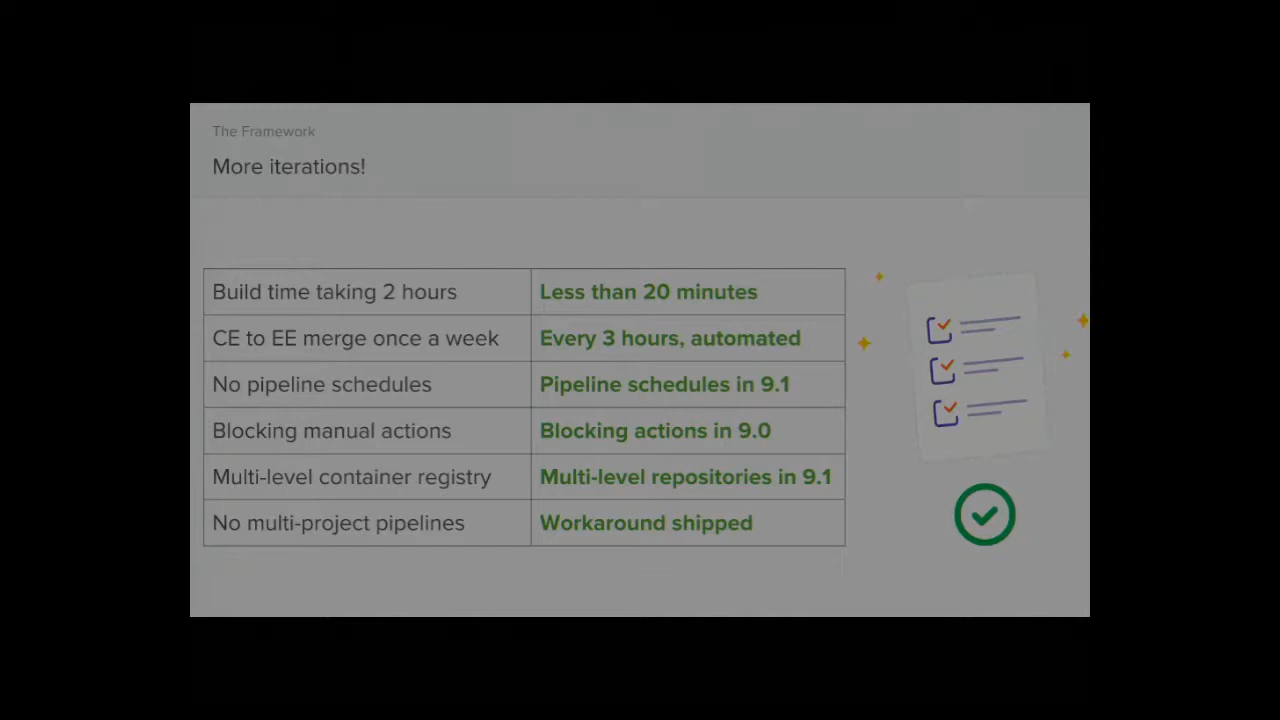 The Framework
More iterations!
Build time taking 2 hours Less than 20 minutes
CE to EE merge once a week Every 3 hours, automated
No pipeline schedules Pipeline schedules in 9.1
Blocking manual actions Blocking actions in 9.0
Multi-level container registry Multi-level repositories in 9.1
No multi-project pipelines Workaround shipped